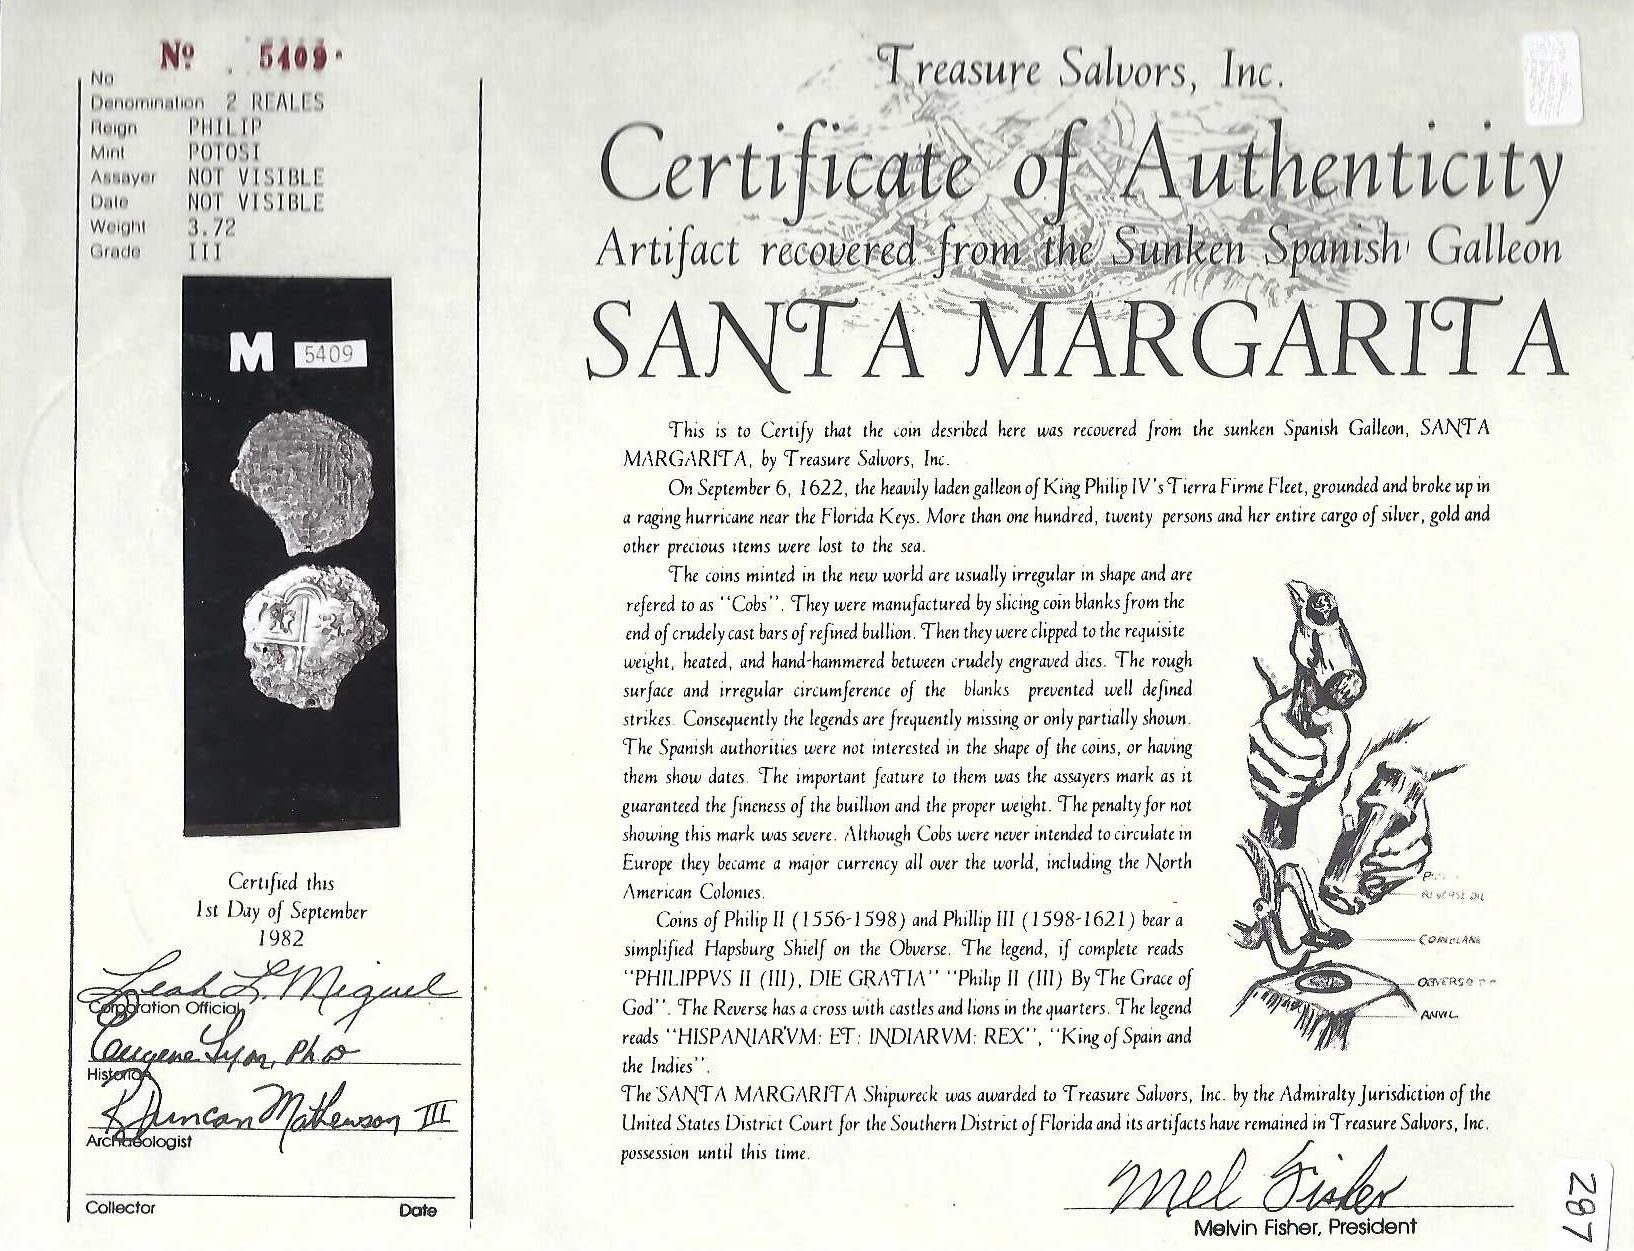 Nº 5409
No
Denomination 2 REALES
Reign PHILIP
Mint POTOSI
Assayer NOT VISIBLE
Date NOT VISIBLE
Weight 3.72
Grade III
M 5409
Certified this
1st Day of September
1982
Leah L. Miguel
Corporation Official
Eugene Lyon, Ph.D
Historian
R Duncan Mathewson III
Archaeologist
Collector Date
Treasure Salvors, Inc.
Certificate of Authenticity
Artifact recovered from the Sunken Spanish Galleon
SANTA MARGARITA
This is to Certify that the coin desribed here was recovered from the sunken Spanish Galleon, SANTA
MARGARITA, by Treasure Salvors, Inc.
On September 6, 1622, the heavily laden galleon of King Philip IV's Tierra Firme Fleet, grounded and broke up in
a raging hurricane near the Florida Keys. More than one hundred, twenty persons and her entire cargo of silver, gold and
other precious items were lost to the sea.
The coins minted in the new world are usually irregular in shape and are
refered to as "Cobs". They were manufactured by slicing coin blanks from the
end of crudely cast bars of refined bullion. Then they were clipped to the requisite
weight, heated, and hand-hammered between crudely engraved dies. The rough
surface and irregular circumference of the blanks prevented well defined
strikes. Consequently the legends are frequently missing or only partially shown.
The Spanish authorities were not interested in the shape of the coins, or having
them show dates. The important feature to them was the assayers mark as it
guaranteed the fineness of the buillion and the proper weight. The penalty for not
showing this mark was severe. Although Cobs were never intended to circulate in
Europe they became a major currency all over the world, including the North
American Colonies.
Coins of Philip II (1556-1598) and Phillip III (1598-1621) bear a
simplified Hapsburg Shielf on the Obverse. The legend, if complete reads
"PHILIPPVS II (III), DIE GRATIA" "Philip II (III) By The Grace of
God". The Reverse has a cross with castles and lions in the quarters. The legend
reads "HISPANIARVM: ET: INDIARVM: REX", "King of Spain and
the Indies".
The SANTA MARGARITA Shipwreck was awarded to Treasure Salvors, Inc. by the Admiralty Jurisdiction of the
United States District Court for the Southern District of Florida and its artifacts have remained in Treasure Salvors, Inc.
possession until this time.
REVERSE DIE
COIN BLANK
OBVERSE
ANVIL
Mel Fisher
Melvin Fisher, President
297